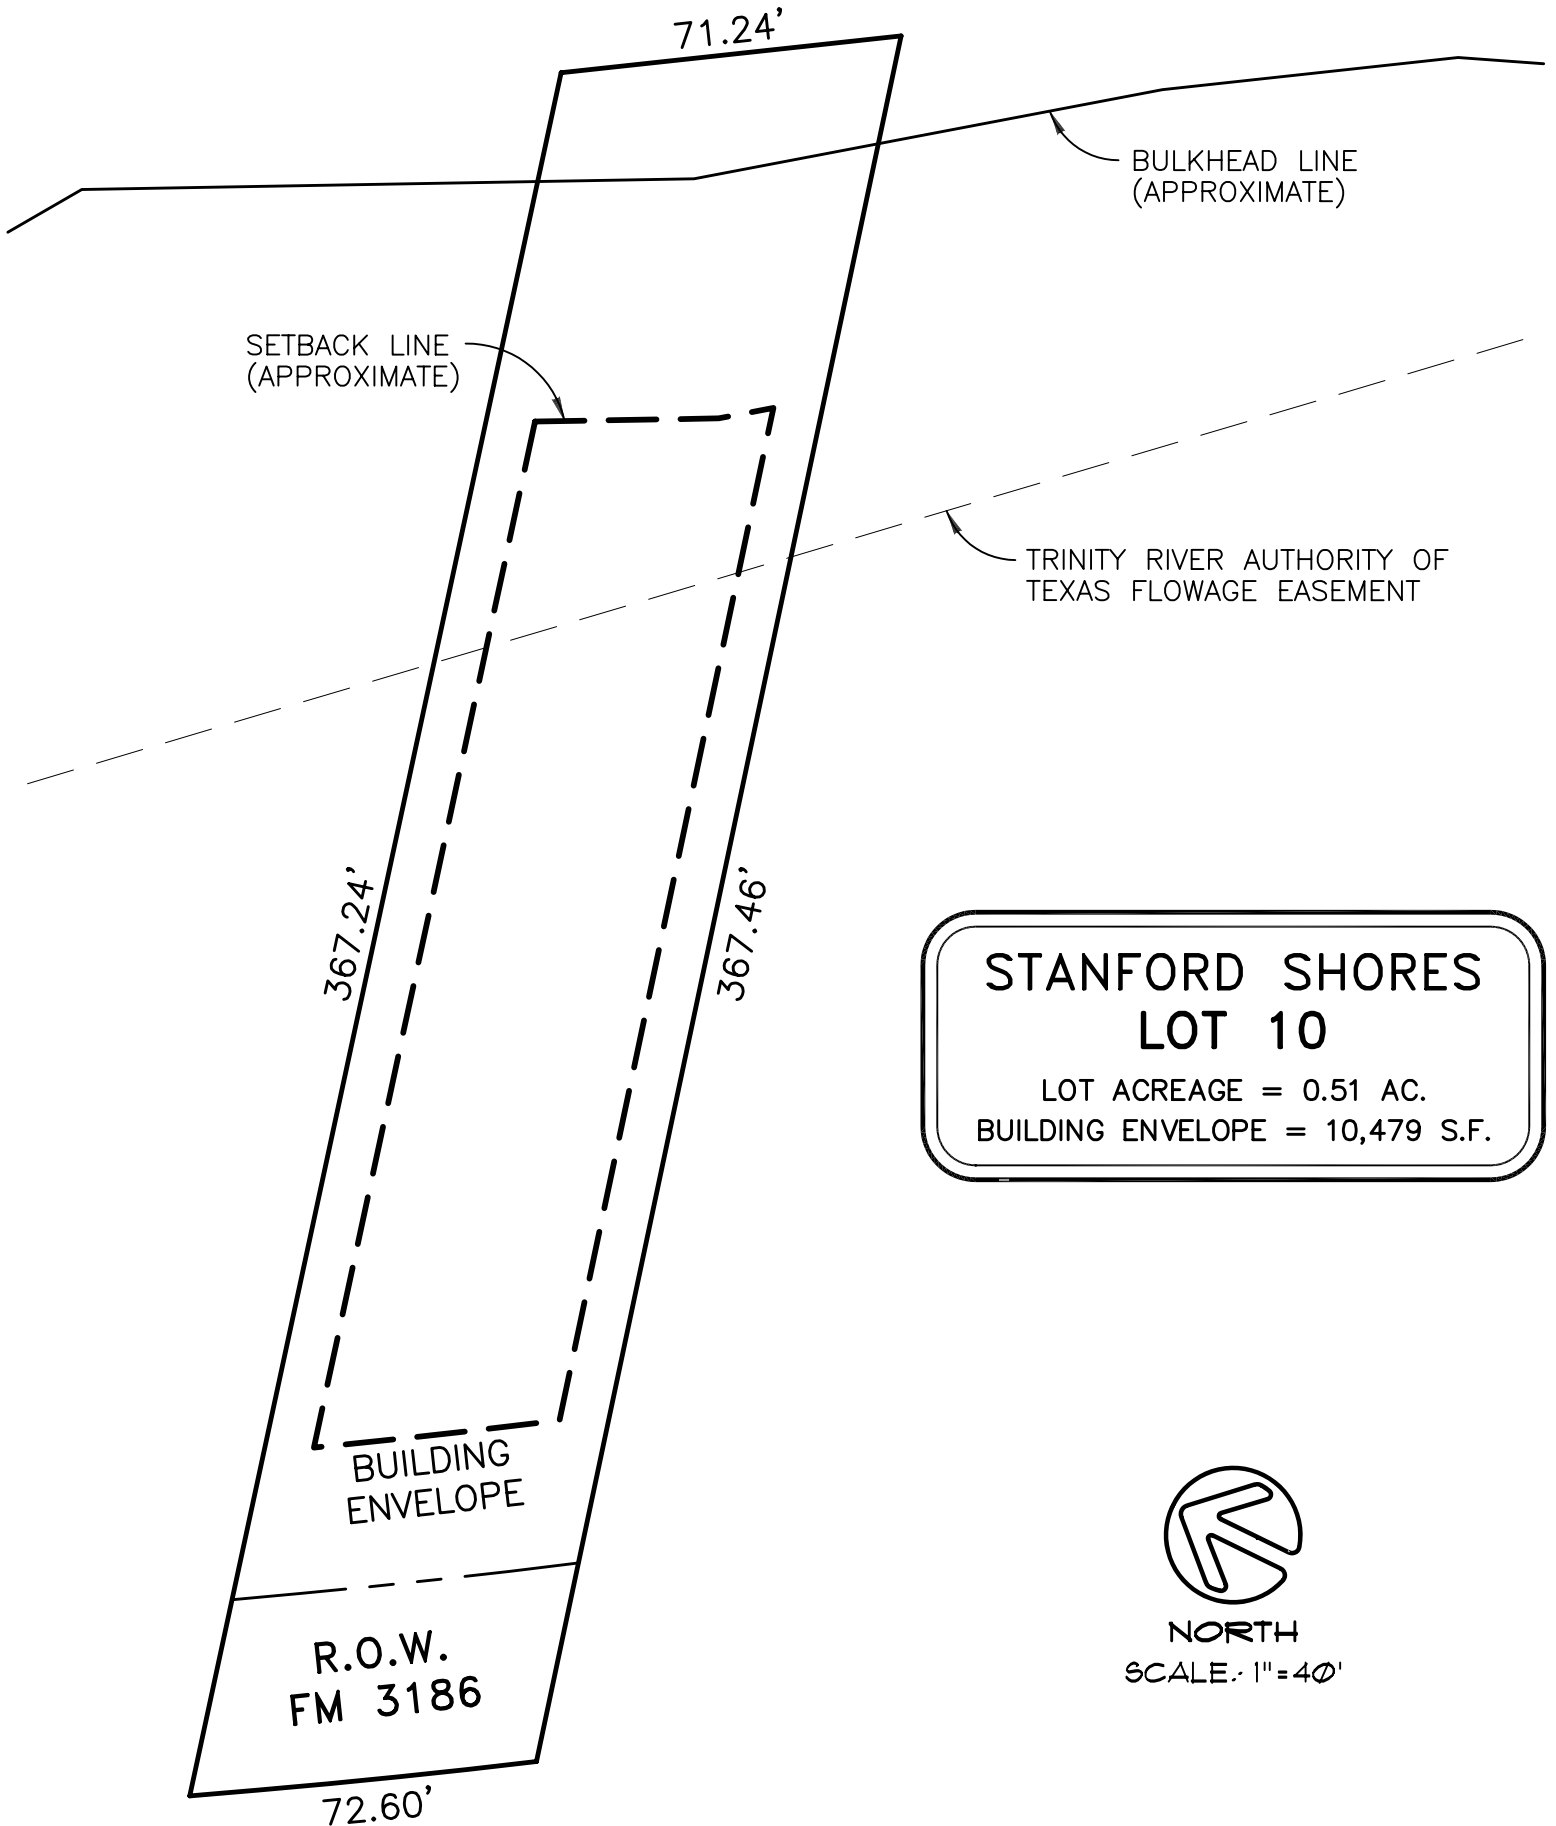 71.24'
BULKHEAD LINE
(APPROXIMATE)
SETBACK LINE
(APPROXIMATE)
TRINITY RIVER AUTHORITY OF
TEXAS FLOWAGE EASEMENT
367.24'
367.46'
STANFORD SHORES
LOT 10
LOT ACREAGE = 0.51 AC.
BUILDING ENVELOPE = 10,479 S.F.
BUILDING
ENVELOPE
R.O.W.
FM 3186
NORTH
SCALE: 1"=40'
72.60'